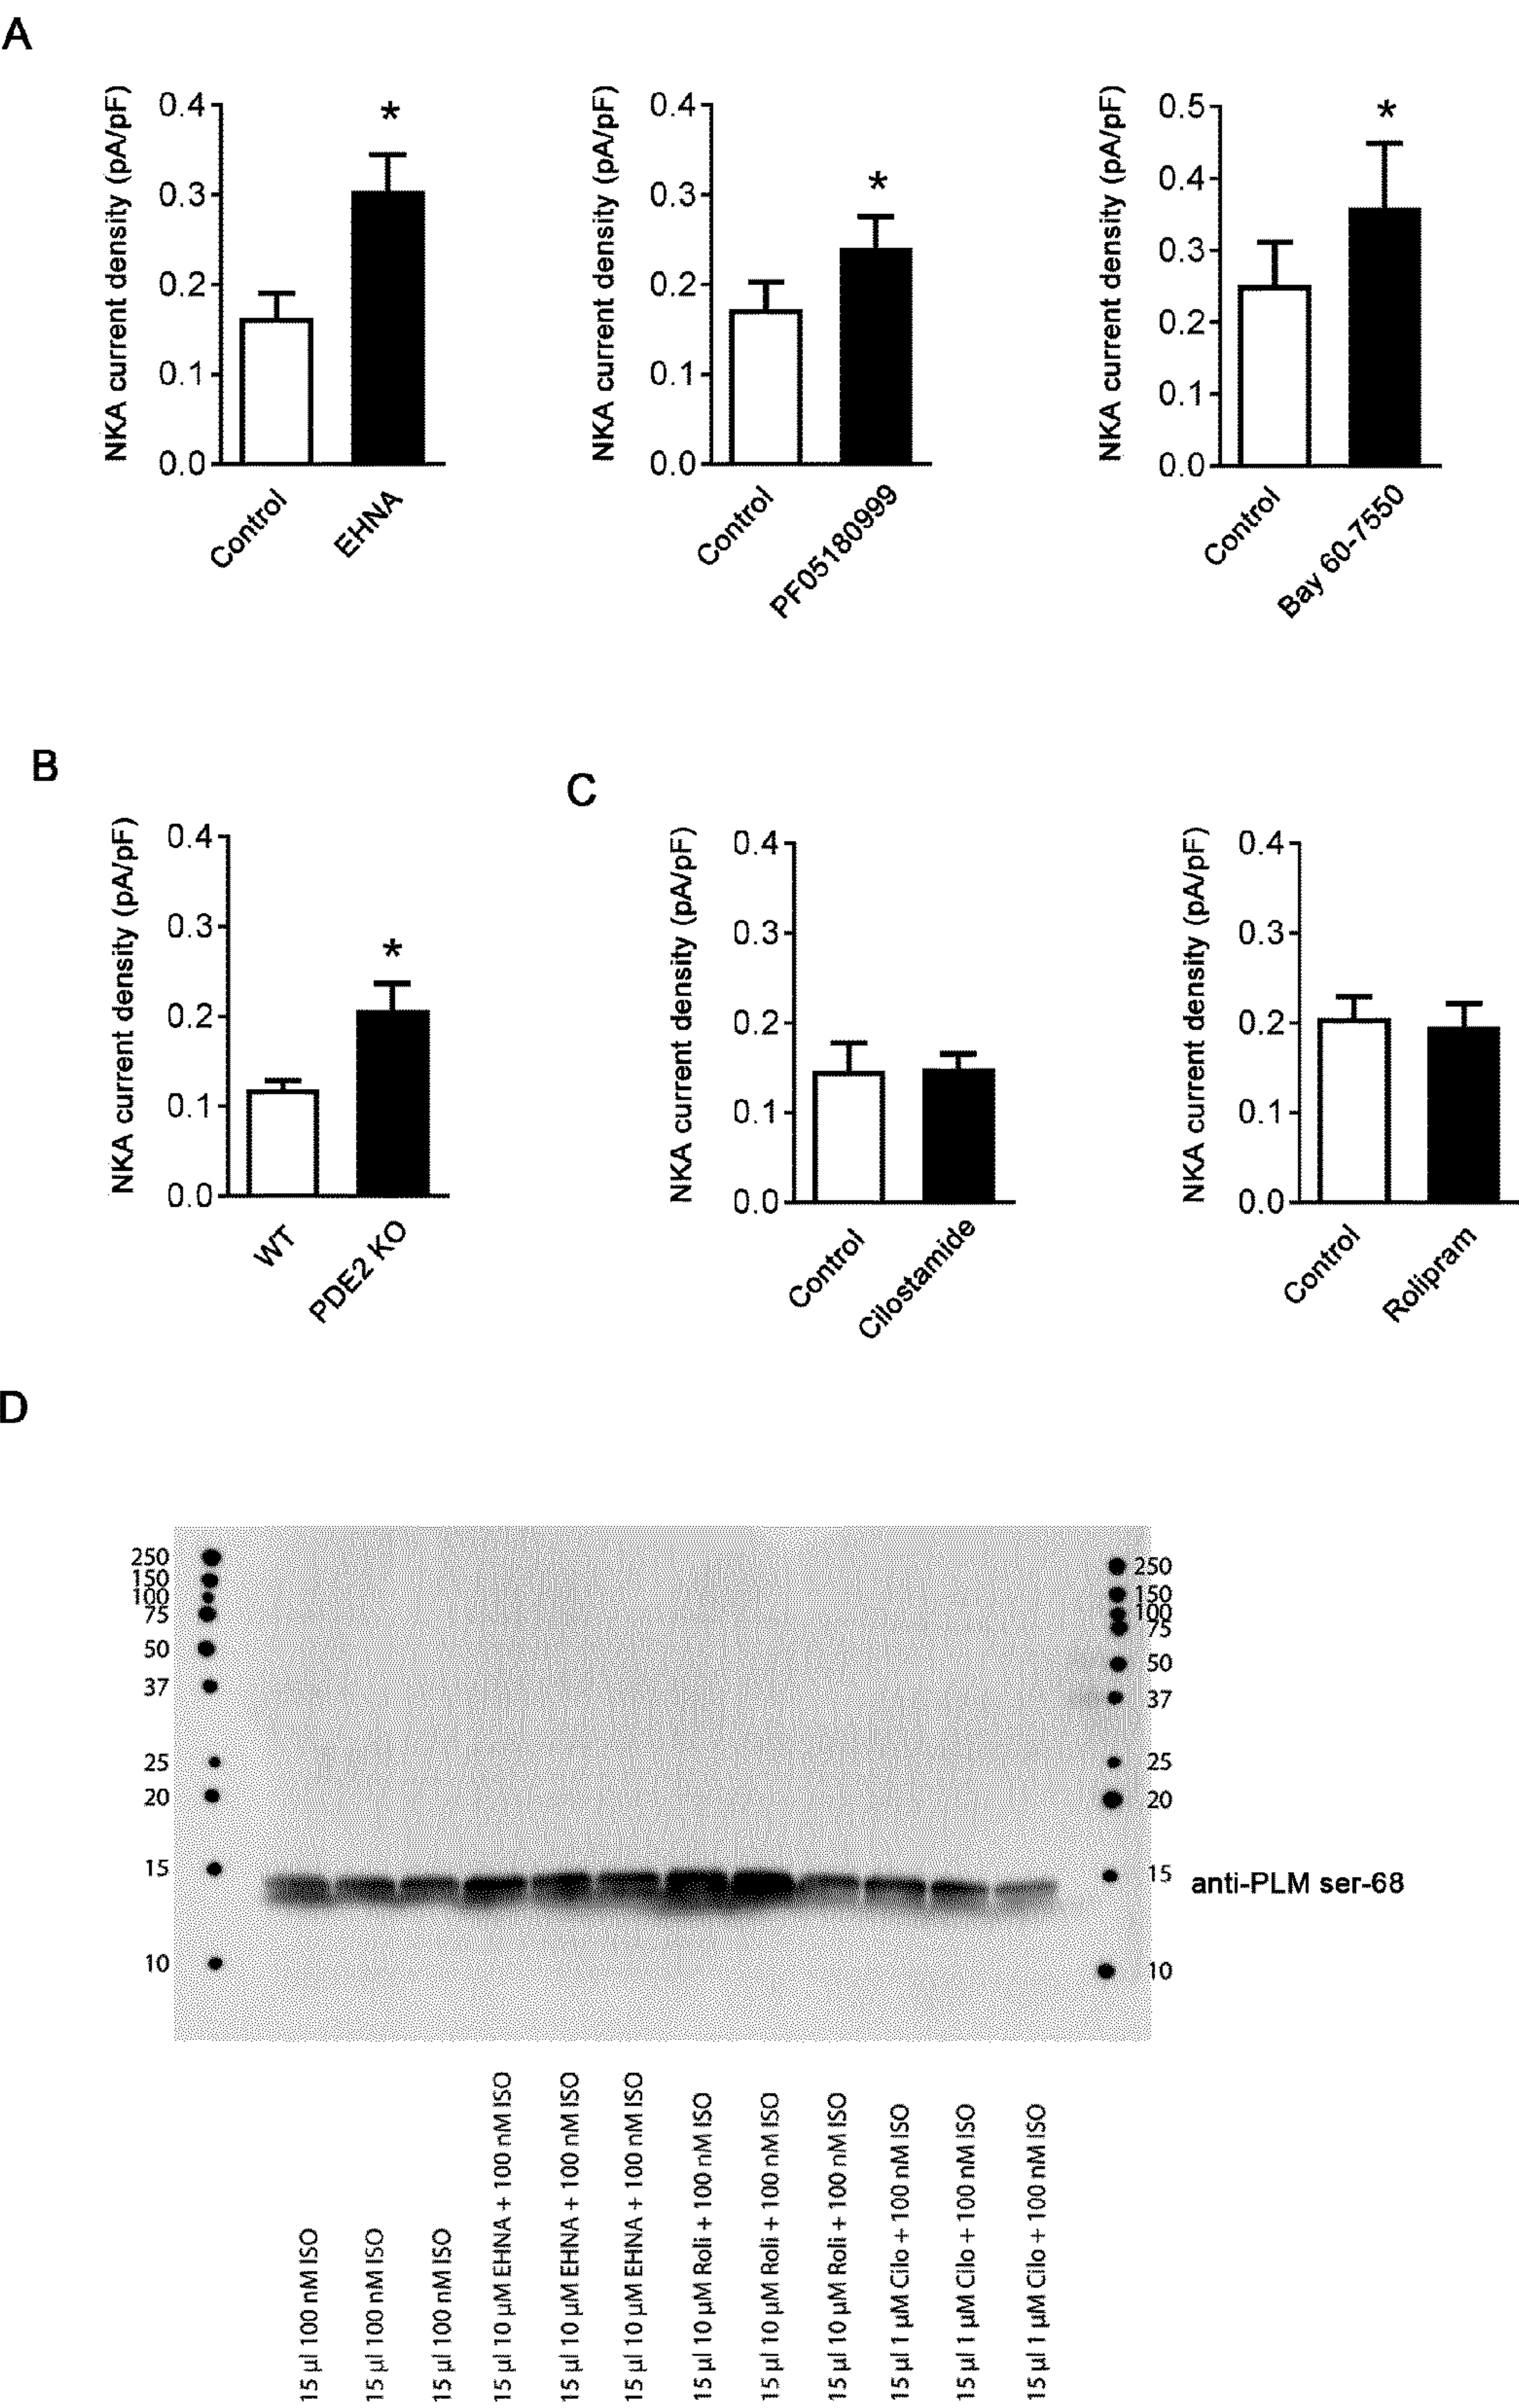 A
NKA current density (pA/pF)
0.4
0.3
0.2
0.1
0.0
*
Control
EHNA
NKA current density (pA/pF)
0.4
0.3
0.2
0.1
0.0
*
Control
PF05180999
NKA current density (pA/pF)
0.5
0.4
0.3
0.2
0.1
0.0
*
Control
Bay 60-7550
B
NKA current density (pA/pF)
0.4
0.3
0.2
0.1
0.0
*
WT
PDE2 KO
C
NKA current density (pA/pF)
0.4
0.3
0.2
0.1
0.0
Control
Cilostamide
NKA current density (pA/pF)
0.4
0.3
0.2
0.1
0.0
Control
Rolipram
D
250
150
100
75
50
37
25
20
15
10
250
150
100
75
50
37
25
20
15
10
anti-PLM ser-68
15 µl 100 nM ISO
15 µl 100 nM ISO
15 µl 100 nM ISO
15 µl 10 µM EHNA + 100 nM ISO
15 µl 10 µM EHNA + 100 nM ISO
15 µl 10 µM EHNA + 100 nM ISO
15 µl 10 µM Roli + 100 nM ISO
15 µl 10 µM Roli + 100 nM ISO
15 µl 10 µM Roli + 100 nM ISO
15 µl 1 µM Cilo + 100 nM ISO
15 µl 1 µM Cilo + 100 nM ISO
15 µl 1 µM Cilo + 100 nM ISO